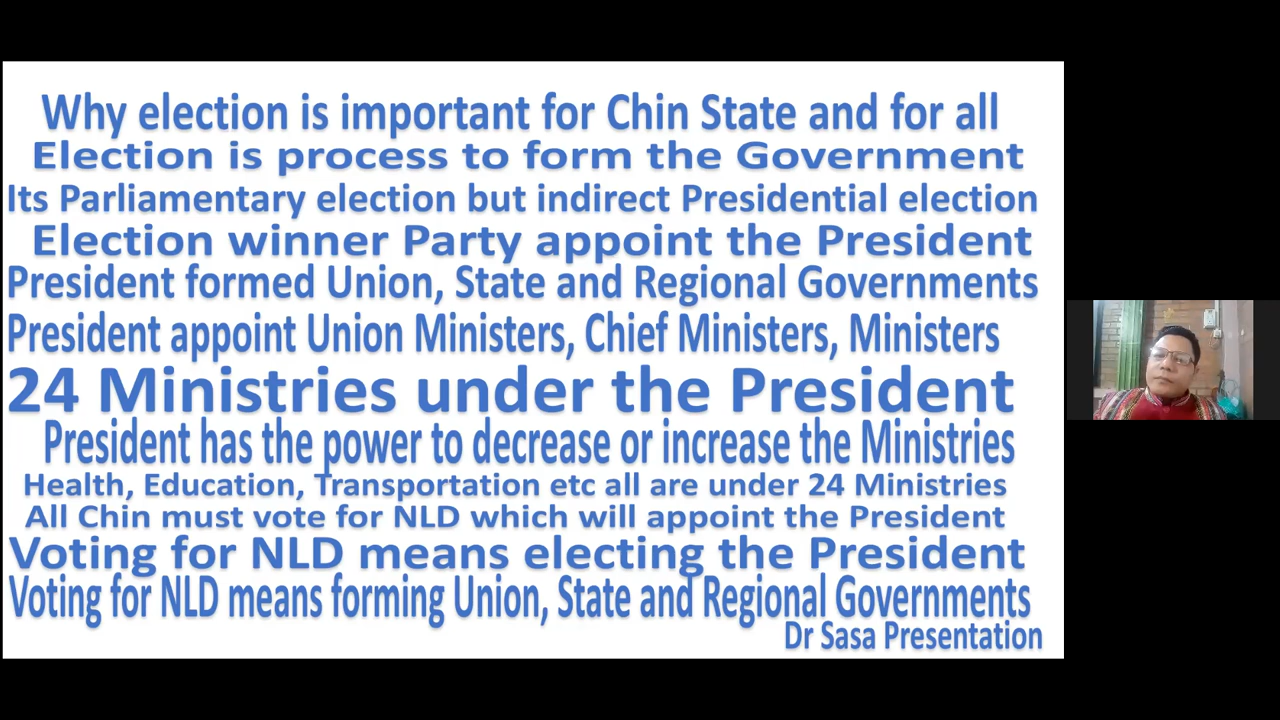 Why election is important for Chin State and for all
Election is process to form the Government
Its Parliamentary election but indirect Presidential election
Election winner Party appoint the President
President formed Union, State and Regional Governments
President appoint Union Ministers, Chief Ministers, Ministers
24 Ministries under the President
President has the power to decrease or increase the Ministries
Health, Education, Transportation etc all are under 24 Ministries
All Chin must vote for NLD which will appoint the President
Voting for NLD means electing the President
Voting for NLD means forming Union, State and Regional Governments
Dr Sasa Presentation